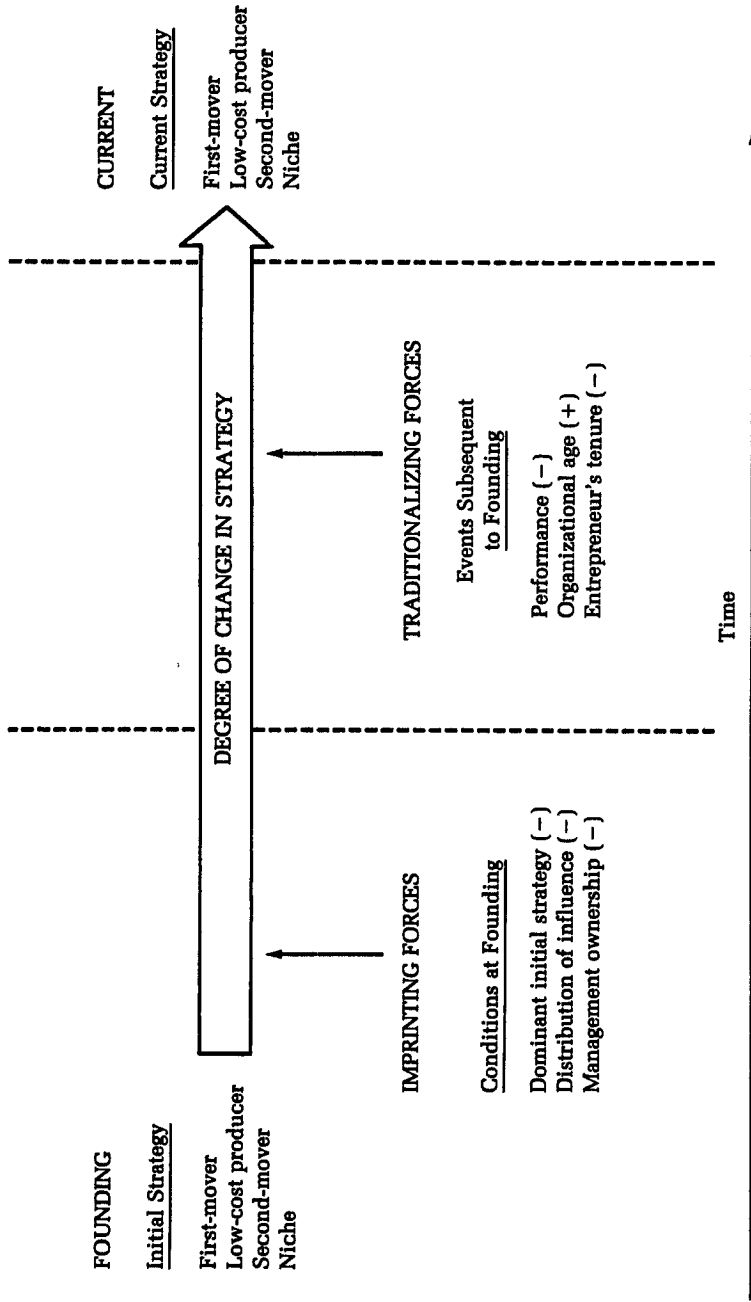 FOUNDING
Initial Strategy
First-mover
Low-cost producer
Second-mover
Niche
DEGREE OF CHANGE IN STRATEGY
IMPRINTING FORCES
Conditions at Founding
Dominant initial strategy (−)
Distribution of influence (−)
Management ownership (−)
TRADITIONALIZING FORCES
Events Subsequent
to Founding
Performance (−)
Organizational age (+)
Entrepreneur's tenure (−)
CURRENT
Current Strategy
First-mover
Low-cost producer
Second-mover
Niche
Time